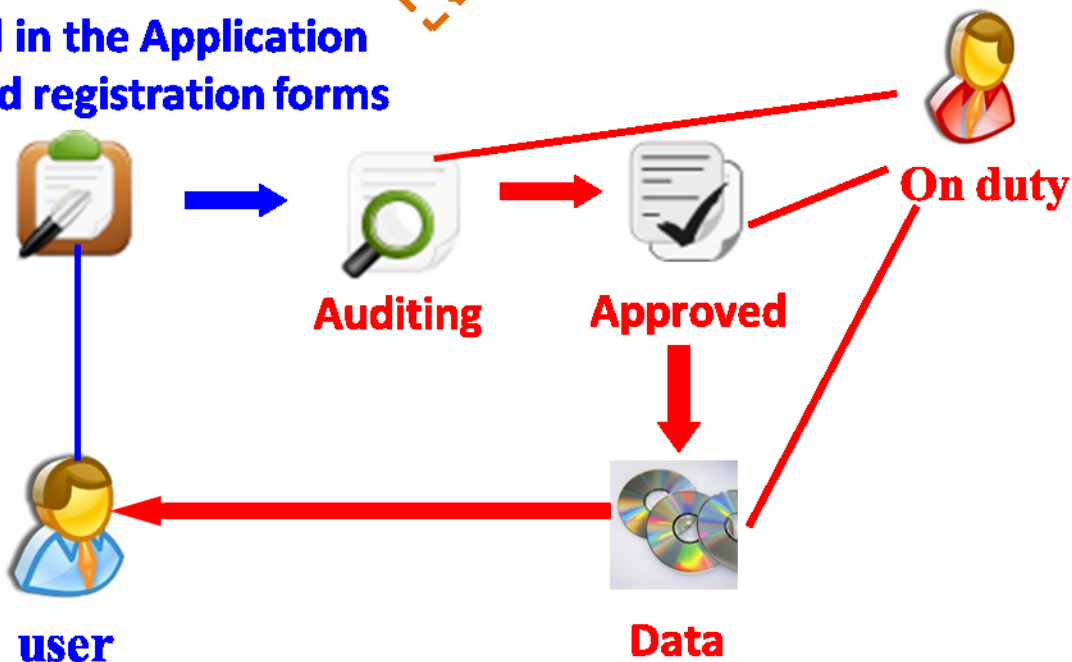 in the Application
registration forms
On duty
Auditing
Approved
user
Data